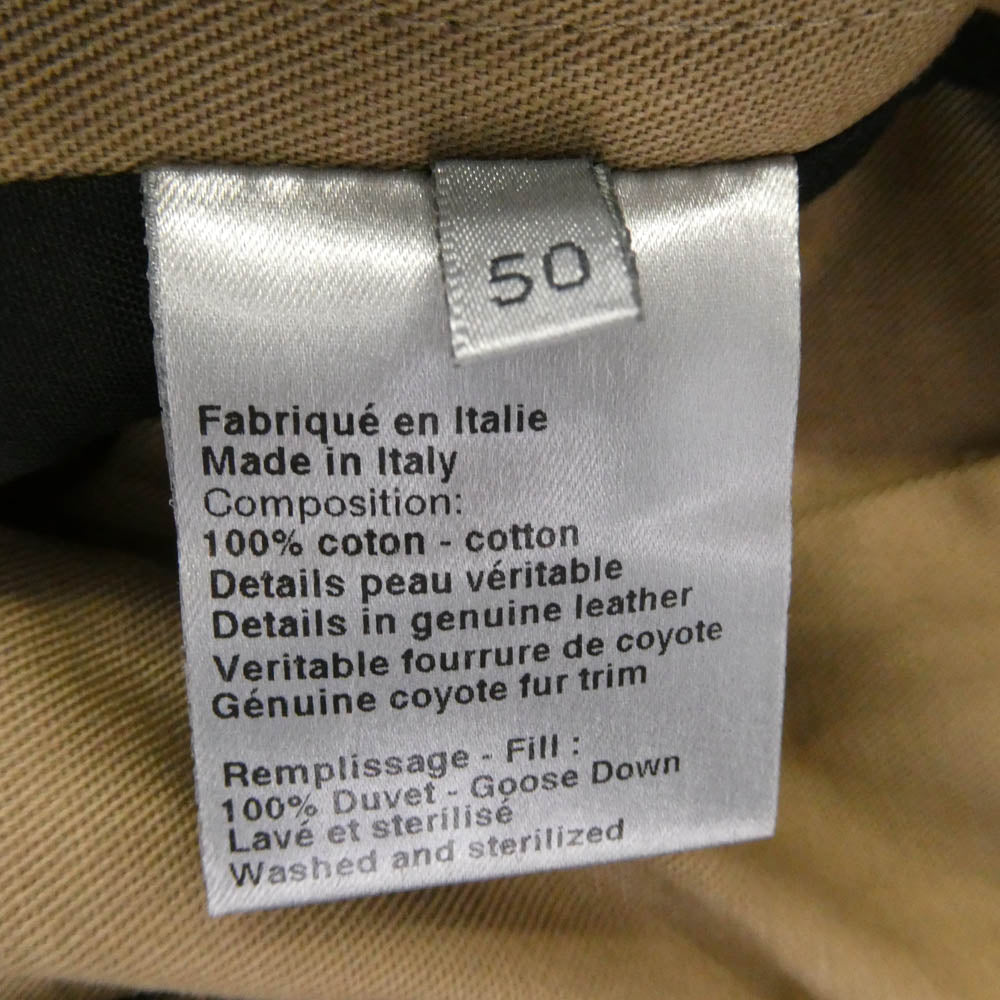 50
Fabriqué en Italie
Made in Italy
Composition:
100% coton - cotton
Details peau véritable
Details in genuine leather
Veritable fourrure de coyote
Génuine coyote fur trim
Remplissage - Fill :
100% Duvet - Goose Down
Lavé et sterilisé
Washed and sterilized